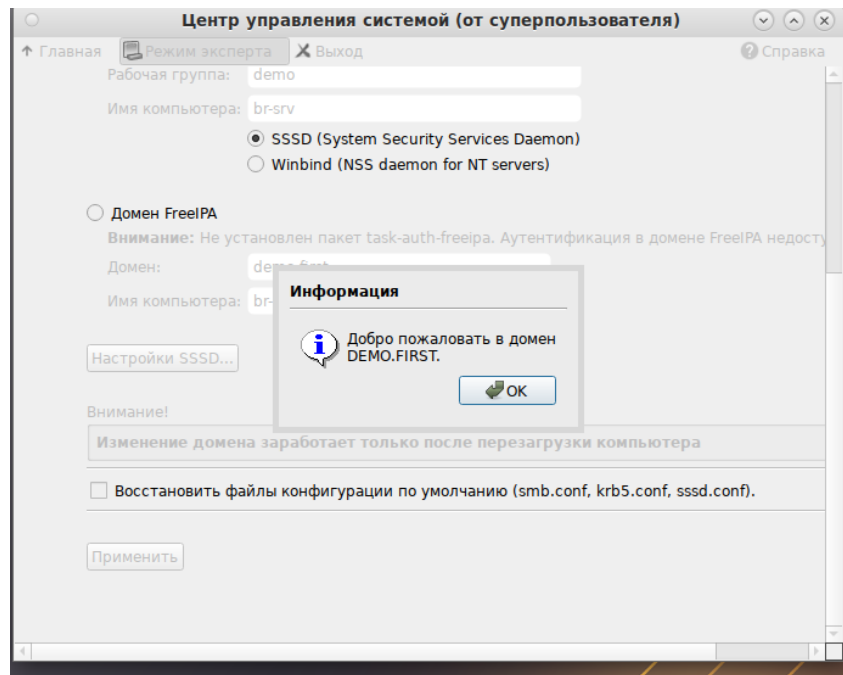 Центр управления системой (от суперпользователя)
Главная Режим эксперта Выход Справка
Рабочая группа: demo
Имя компьютера: br-srv
SSSD (System Security Services Daemon)
Winbind (NSS daemon for NT servers)
Домен FreeIPA
Внимание: Не установлен пакет task-auth-freeipa. Аутентификация в домене FreeIPA
Домен:
Имя компьютера:
Информация
Добро пожаловать в домен
DEMO.FIRST.
OK
Настройки SSSD...
Внимание!
Изменение домена заработает только после перезагрузки компьютера
Восстановить файлы конфигурации по умолчанию (smb.conf, krb5.conf, sssd.conf).
Применить